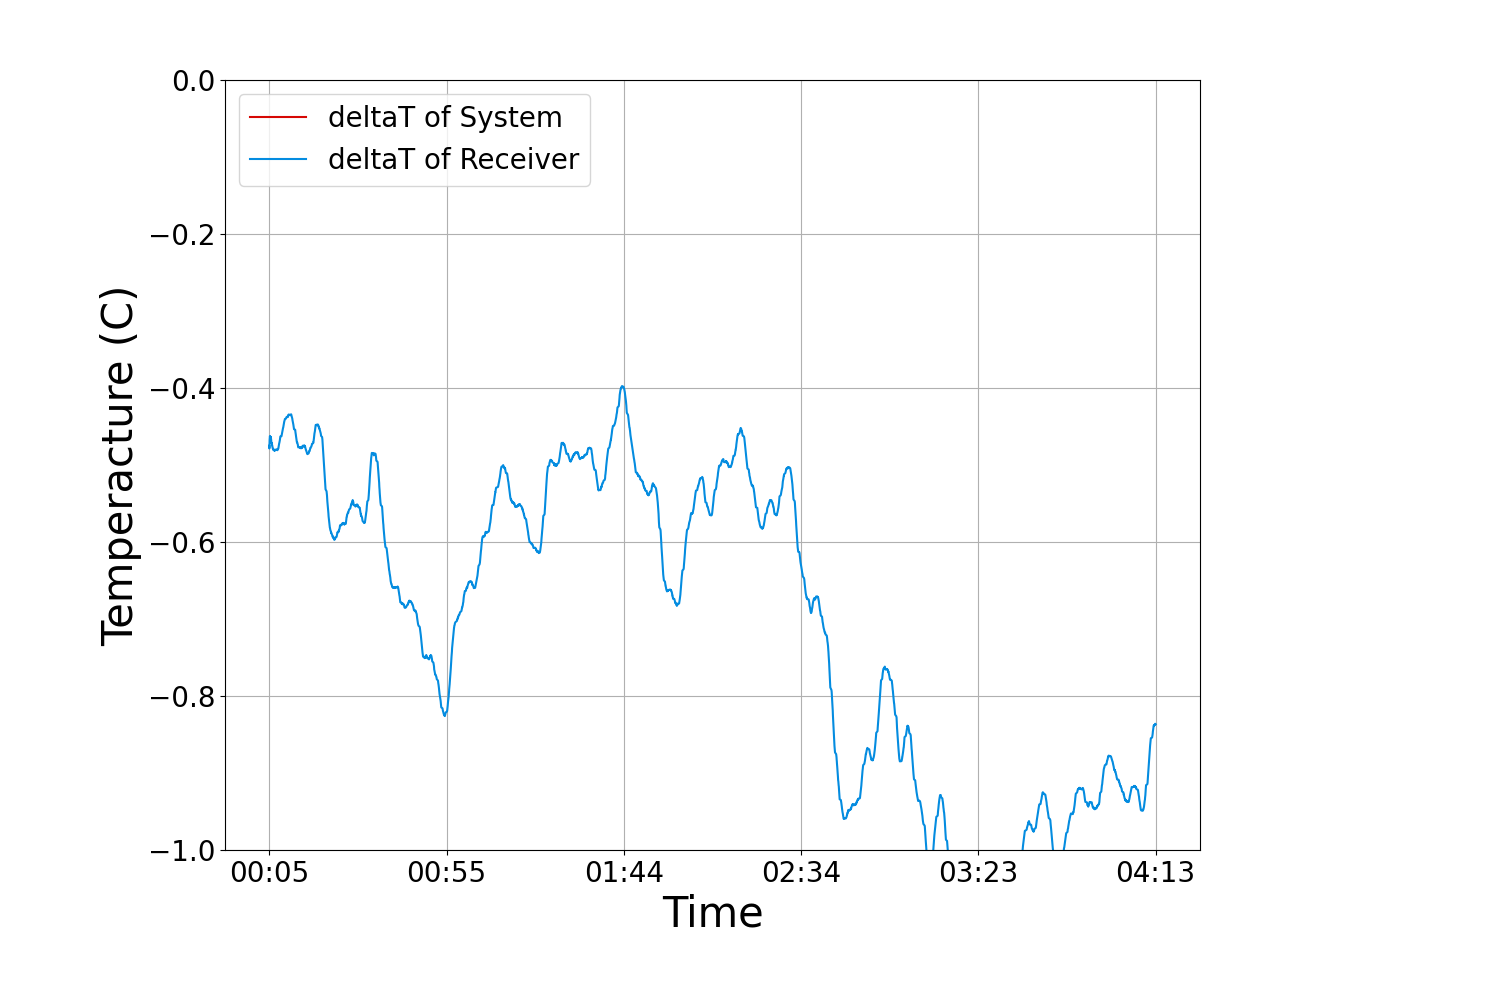 0.0
deltaT of System
deltaT of Receiver
−0.2
−0.4
−0.6
−0.8
−1.0
Temperacture (C)
00:05 00:55 01:44 02:34 03:23 04:13
Time